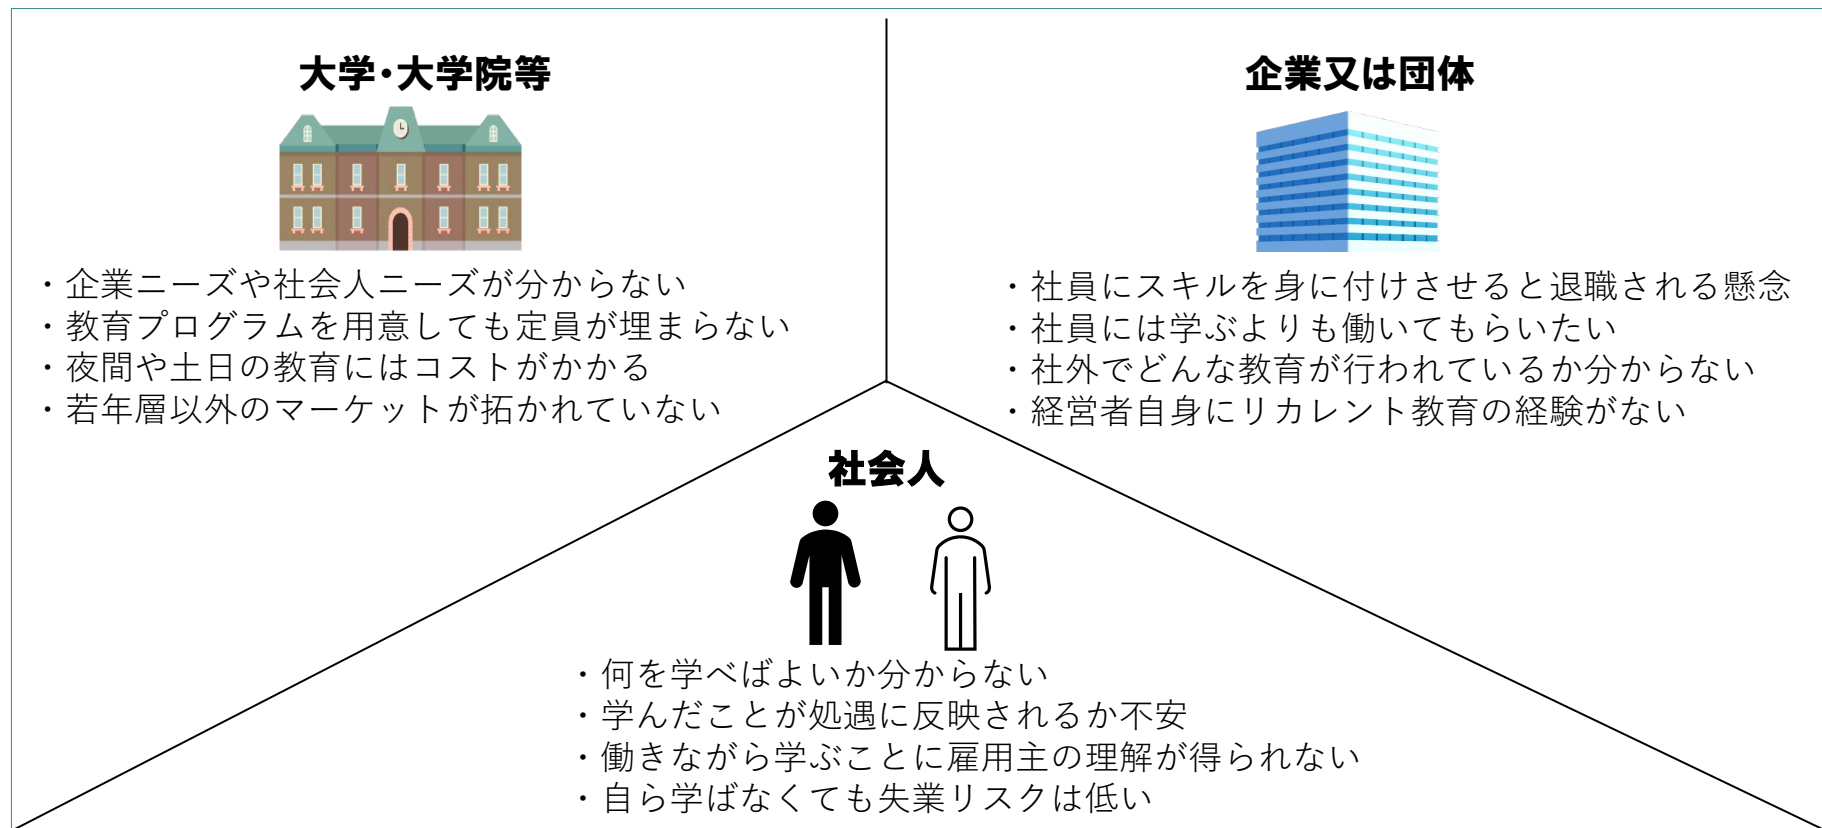 大学･大学院等
・企業ニーズや社会人ニーズが分からない
・教育プログラムを用意しても定員が埋まらない
・夜間や土日の教育にはコストがかかる
・若年層以外のマーケットが拓かれていない
企業又は団体
・社員にスキルを身に付けさせると退職される懸念
・社員には学ぶよりも働いてもらいたい
・社外でどんな教育が行われているか分からない
・経営者自身にリカレント教育の経験がない
社会人
・何を学べばよいか分からない
・学んだことが処遇に反映されるか不安
・働きながら学ぶことに雇用主の理解が得られない
・自ら学ばなくても失業リスクは低い